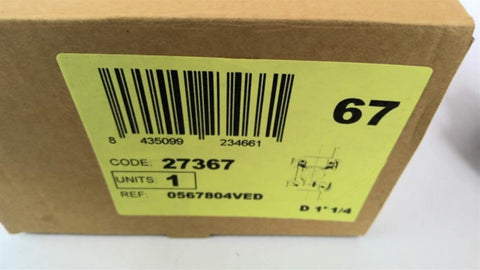 67
8 435099 234661
CODE: 27367
UNITS: 1
REF: 0567804VED
D 1" 1/4